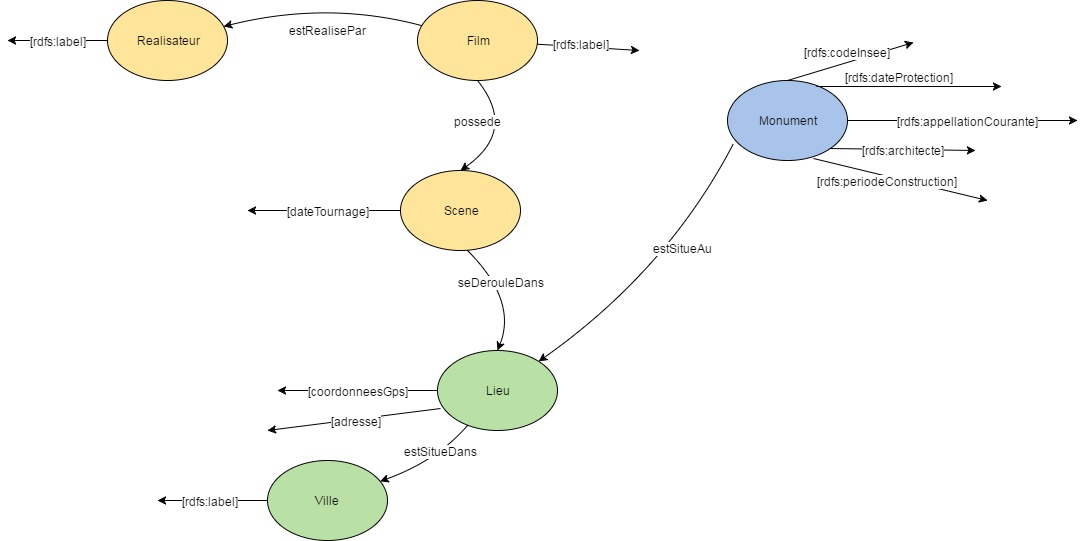 Realisateur
estRealisePar
Film
[rdfs:label]
[rdfs:label]
[rdfs:codeInsee]
[rdfs:dateProtection]
Monument
[rdfs:appellationCourante]
[rdfs:architecte]
[rdfs:periodeConstruction]
possede
[dateTournage]
Scene
estSitueAu
seDerouleDans
[coordonneesGps]
Lieu
[adresse]
estSitueDans
[rdfs:label]
Ville